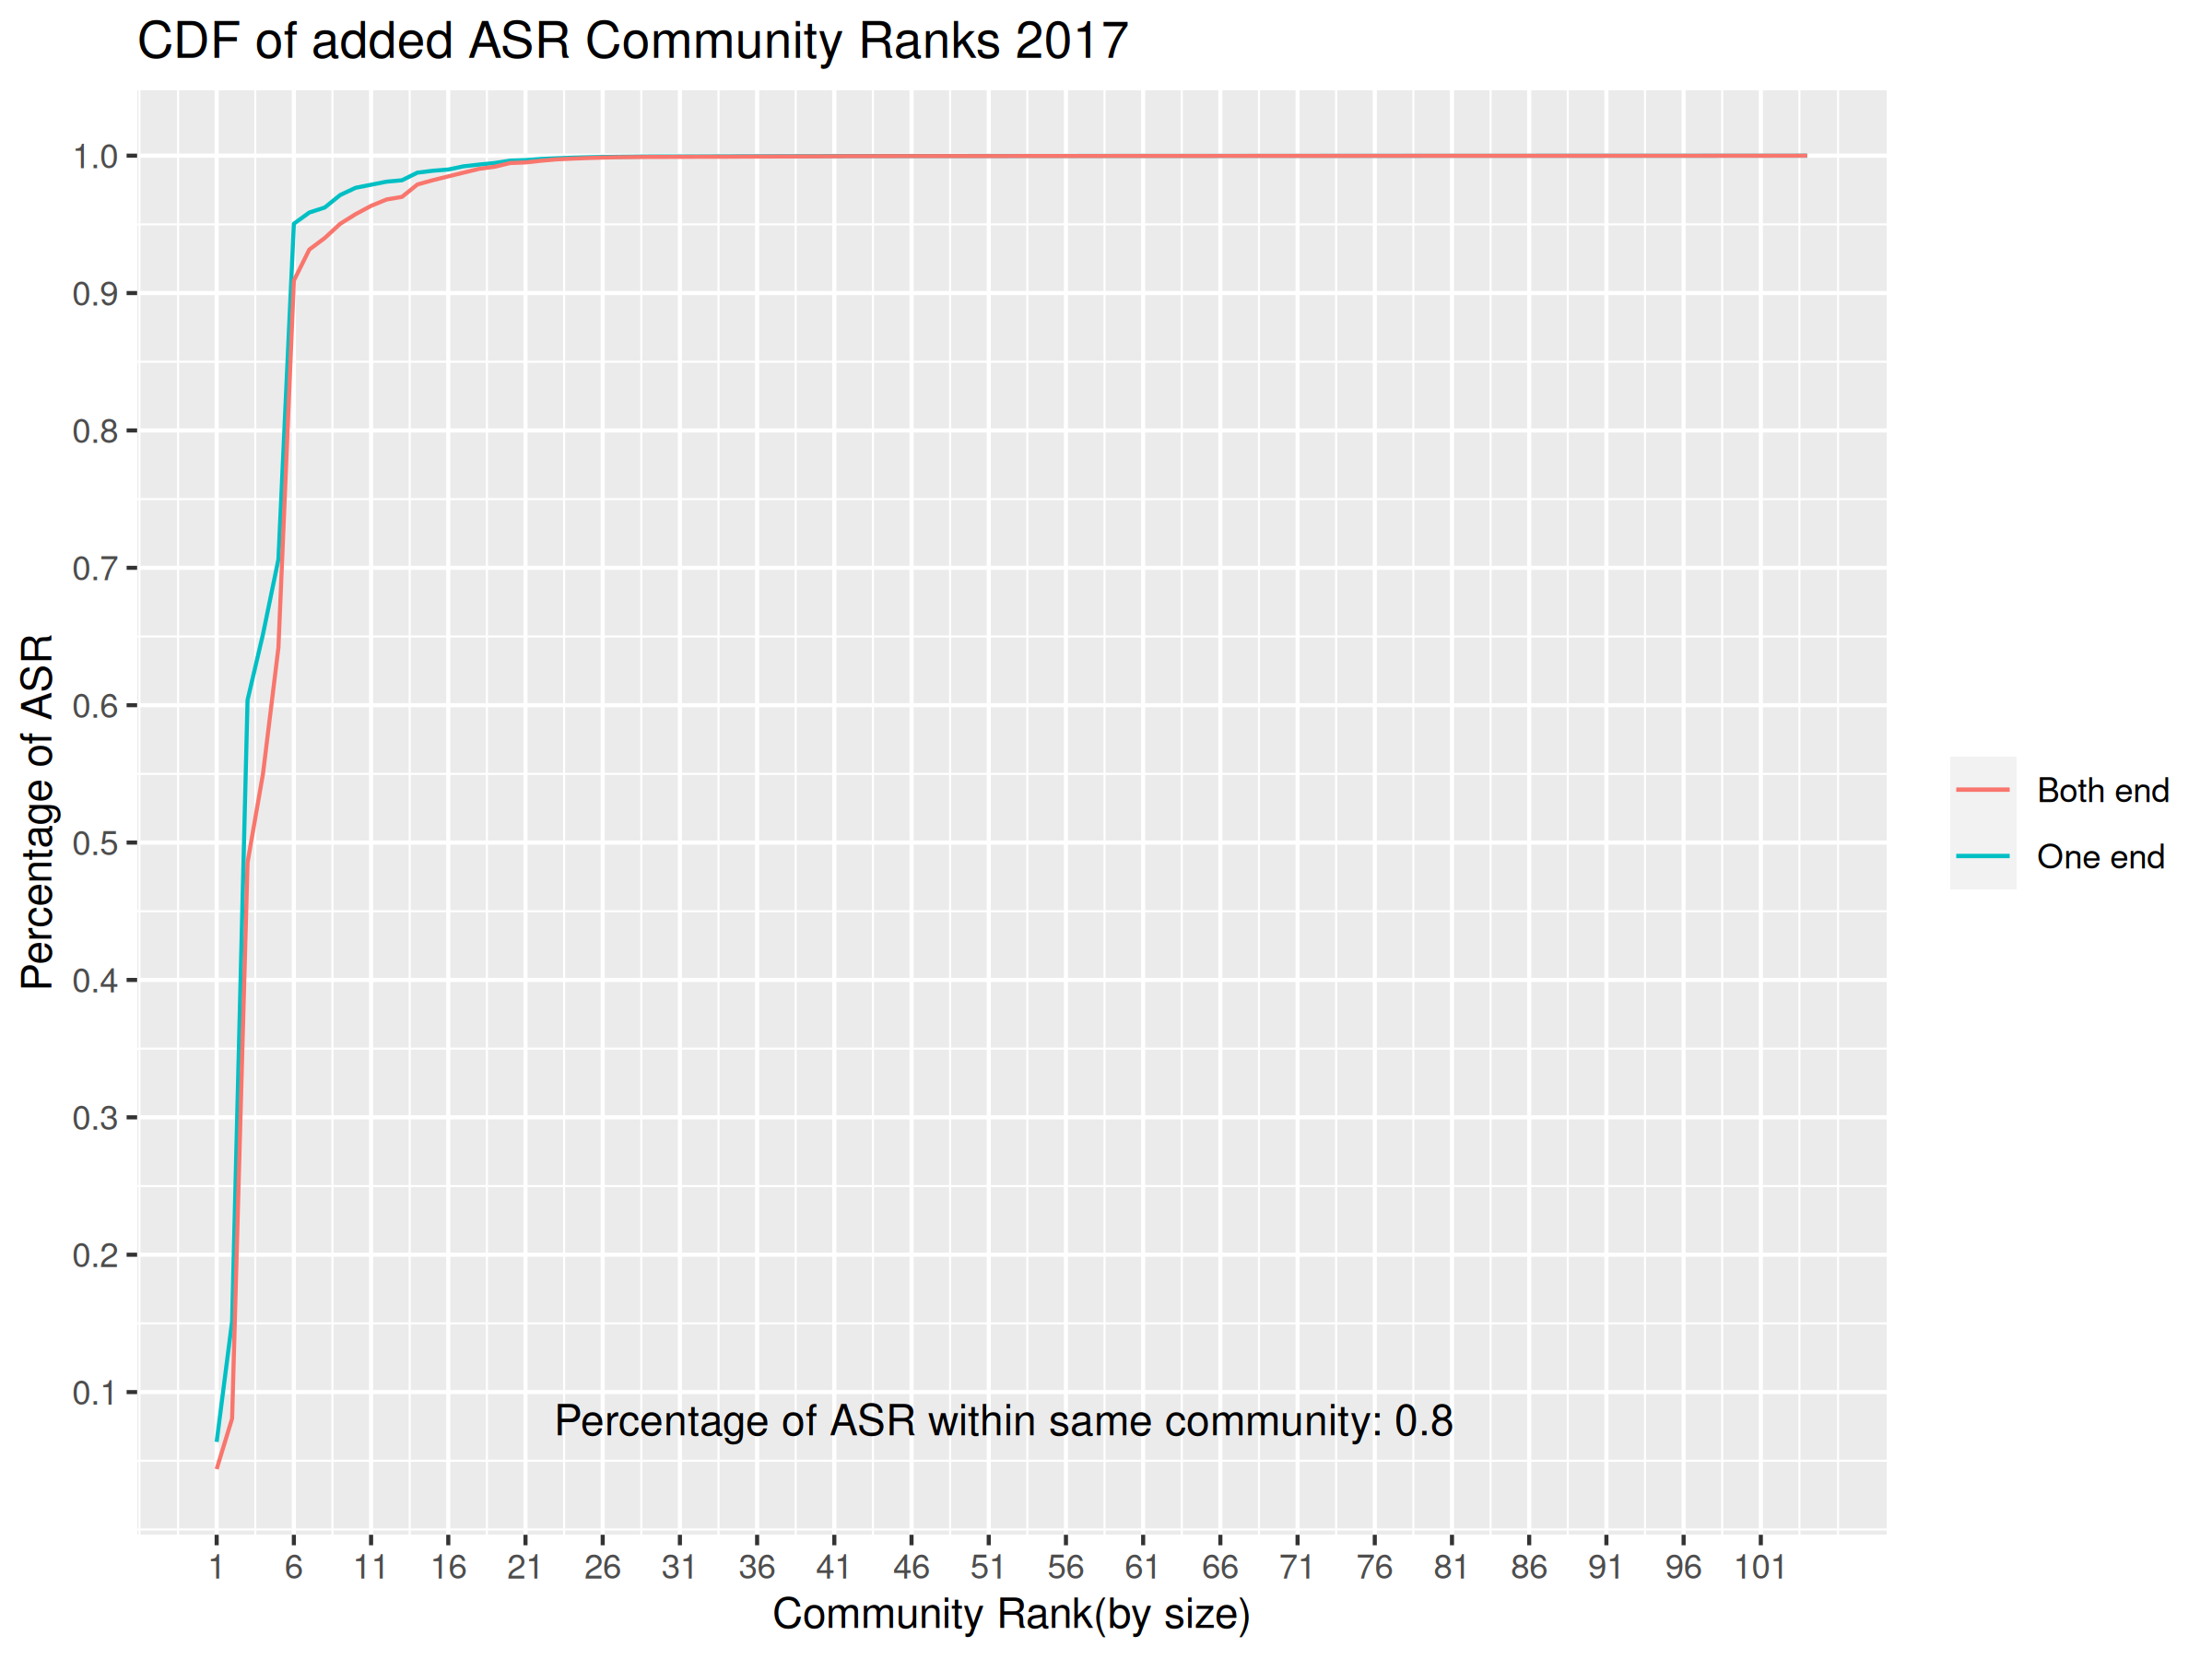 CDF of added ASR Community Ranks 2017
Percentage of ASR
1.0
0.9
0.8
0.7
0.6
0.5
0.4
0.3
0.2
0.1
Percentage of ASR within same community: 0.8
1 6 11 16 21 26 31 36 41 46 51 56 61 66 71 76 81 86 91 96 101
Community Rank(by size)
Both end
One end